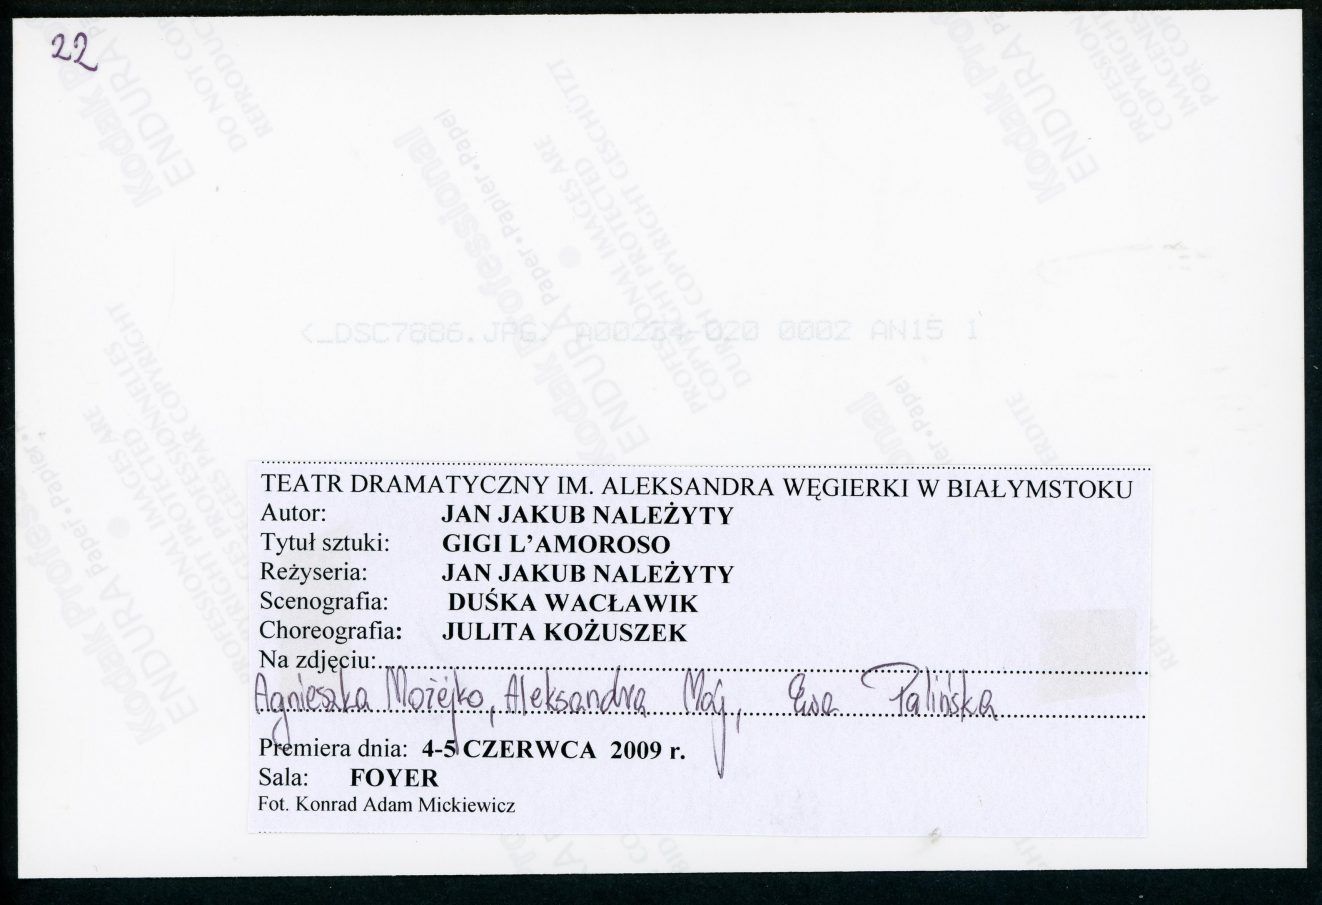 22
<_DSC7886.JPG> A00284-020 0002 AN15 1
TEATR DRAMATYCZNY IM. ALEKSANDRA WĘGIERKI W BIAŁYMSTOKU
Autor: JAN JAKUB NALEŻYTY
Tytuł sztuki: GIGI L’AMOROSO
Reżyseria: JAN JAKUB NALEŻYTY
Scenografia: DUŚKA WACŁAWIK
Choreografia: JULITA KOŻUSZEK
Na zdjęciu:
Agnieszka Możejko, Aleksandra Maj, Ewa Palińska
Premiera dnia: 4-5 CZERWCA 2009 r.
Sala: FOYER
Fot. Konrad Adam Mickiewicz